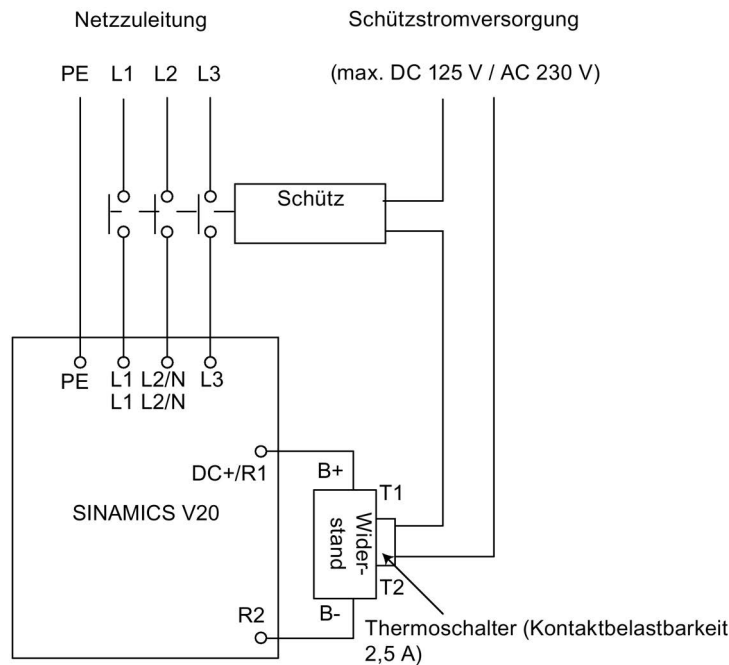 Netzzuleitung
Schützstromversorgung
PE L1 L2 L3
(max. DC 125 V / AC 230 V)
Schütz
PE L1 L2/N L3
L1 L2/N
DC+/R1
B+
T1
SINAMICS V20
Wider-
stand
T2
R2
B-
Thermoschalter (Kontaktbelastbarkeit
2,5 A)